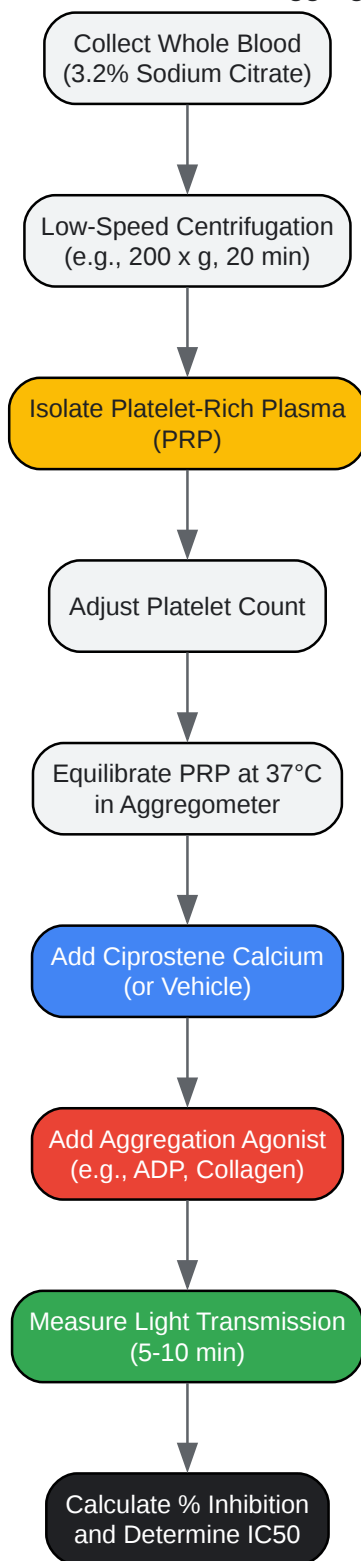 Collect Whole Blood
(3.2% Sodium Citrate)
Low-Speed Centrifugation
(e.g., 200 x g, 20 min)
Isolate Platelet-Rich Plasma
(PRP)
Adjust Platelet Count
Equilibrate PRP at 37°C
in Aggregometer
Add Ciprostene Calcium
(or Vehicle)
Add Aggregation Agonist
(e.g., ADP, Collagen)
Measure Light Transmission
(5-10 min)
Calculate % Inhibition
and Determine IC50